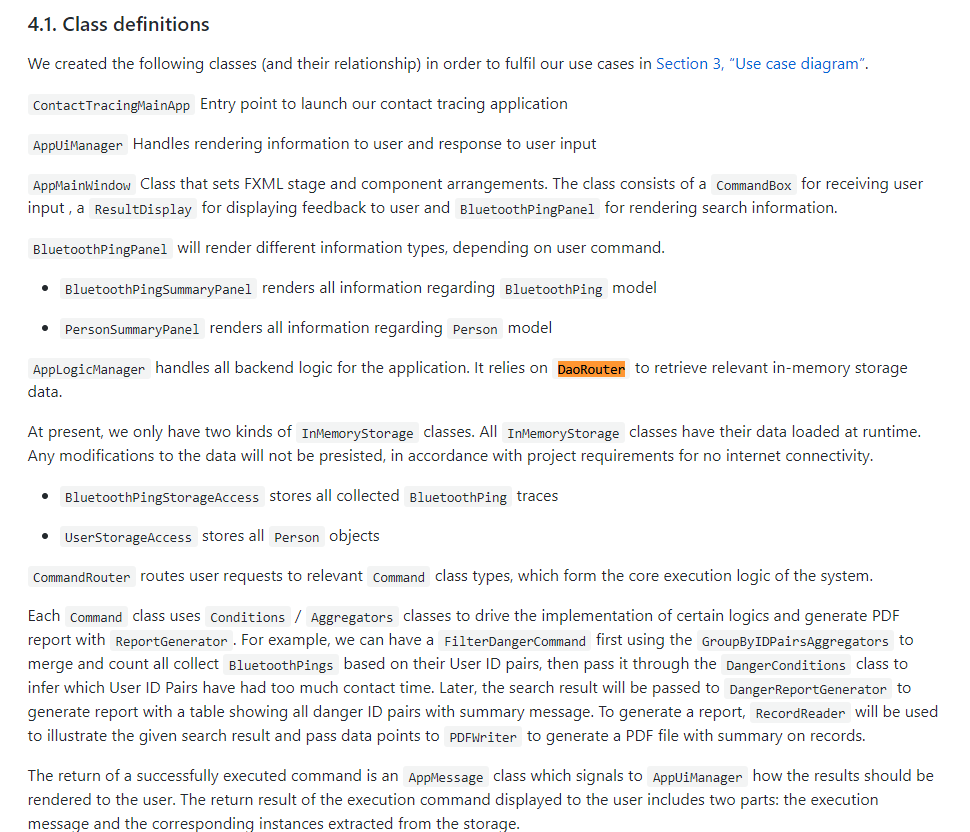 4.1. Class definitions
We created the following classes (and their relationship) in order to fulfil our use cases in Section 3, “Use case diagram”.
ContactTracingMainApp Entry point to launch our contact tracing application
AppUiManager Handles rendering information to user and response to user input
AppMainWindow Class that sets FXML stage and component arrangements. The class consists of a CommandBox for receiving user
input , a ResultDisplay for displaying feedback to user and BluetoothPingPanel for rendering search information.
BluetoothPingPanel will render different information types, depending on user command.
• BluetoothPingSummaryPanel renders all information regarding BluetoothPing model
• PersonSummaryPanel renders all information regarding Person model
AppLogicManager handles all backend logic for the application. It relies on DaoRouter to retrieve relevant in-memory storage
data.
At present, we only have two kinds of InMemoryStorage classes. All InMemoryStorage classes have their data loaded at runtime.
Any modifications to the data will not be presisted, in accordance with project requirements for no internet connectivity.
• BluetoothPingStorageAccess stores all collected BluetoothPing traces
• UserStorageAccess stores all Person objects
CommandRouter routes user requests to relevant Command class types, which form the core execution logic of the system.
Each Command class uses Conditions / Aggregators classes to drive the implementation of certain logics and generate PDF
report with ReportGenerator . For example, we can have a FilterDangerCommand first using the GroupByIDPairsAggregators to
merge and count all collect BluetoothPings based on their User ID pairs, then pass it through the DangerConditions class to
infer which User ID Pairs have had too much contact time. Later, the search result will be passed to DangerReportGenerator to
generate report with a table showing all danger ID pairs with summary message. To generate a report, RecordReader will be used
to illustrate the given search result and pass data points to PDFWriter to generate a PDF file with summary on records.
The return of a successfully executed command is an AppMessage class which signals to AppUiManager how the results should be
rendered to the user. The return result of the execution command displayed to the user includes two parts: the execution
message and the corresponding instances extracted from the storage.